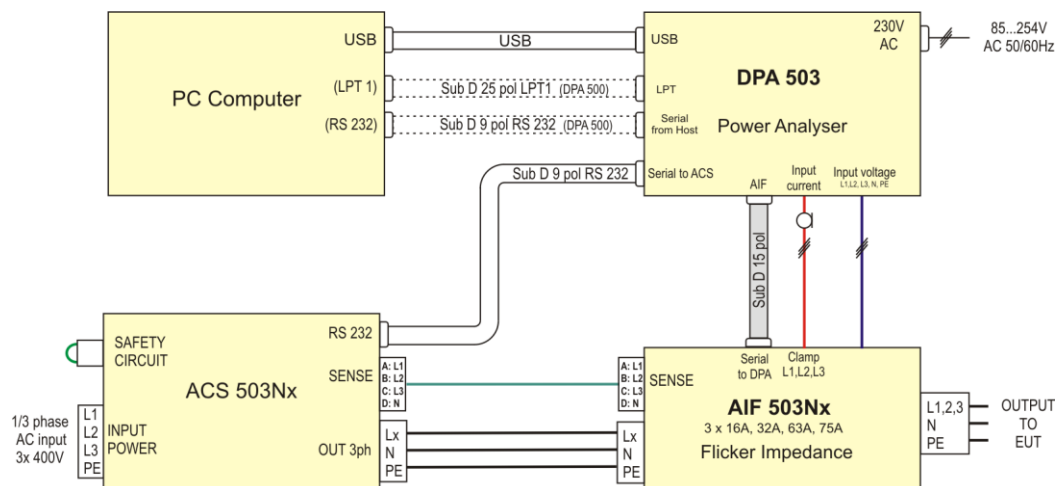 USB
USB
USB
230V
AC
85...254V
AC 50/60Hz
PC Computer
(LPT 1)
Sub D 25 pol LPT1 (DPA 500)
LPT
DPA 503
(RS 232)
Sub D 9 pol RS 232 (DPA 500)
Serial
from Host
Power Analyser
Sub D 9 pol RS 232
Serial to ACS
AIF
Input
current
Input voltage
L1,L2, L3, N, PE
Sub D 15 pol
SAFETY
CIRCUIT
RS 232
ACS 503Nx
SENSE
A: L1
B: L2
C: L3
D: N
A: L1
B: L2
C: L3
D: N
SENSE
Serial
to DPA
Clamp
L1,L2,L3
AIF 503Nx
3 x 16A, 32A, 63A, 75A
Flicker Impedance
1/3 phase
AC input
3x 400V
L1
L2
L3
PE
INPUT
POWER
OUT 3ph
Lx
N
PE
Lx
N
PE
L1,2,3
N
PE
OUTPUT
TO
EUT